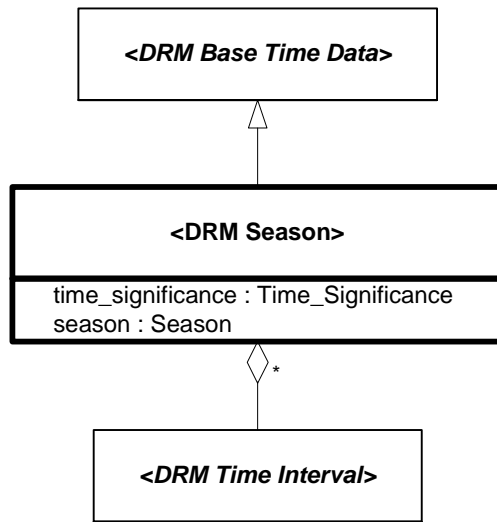 <DRM Base Time Data>
<DRM Season>
time_significance : Time_Significance
season : Season
*
<DRM Time Interval>